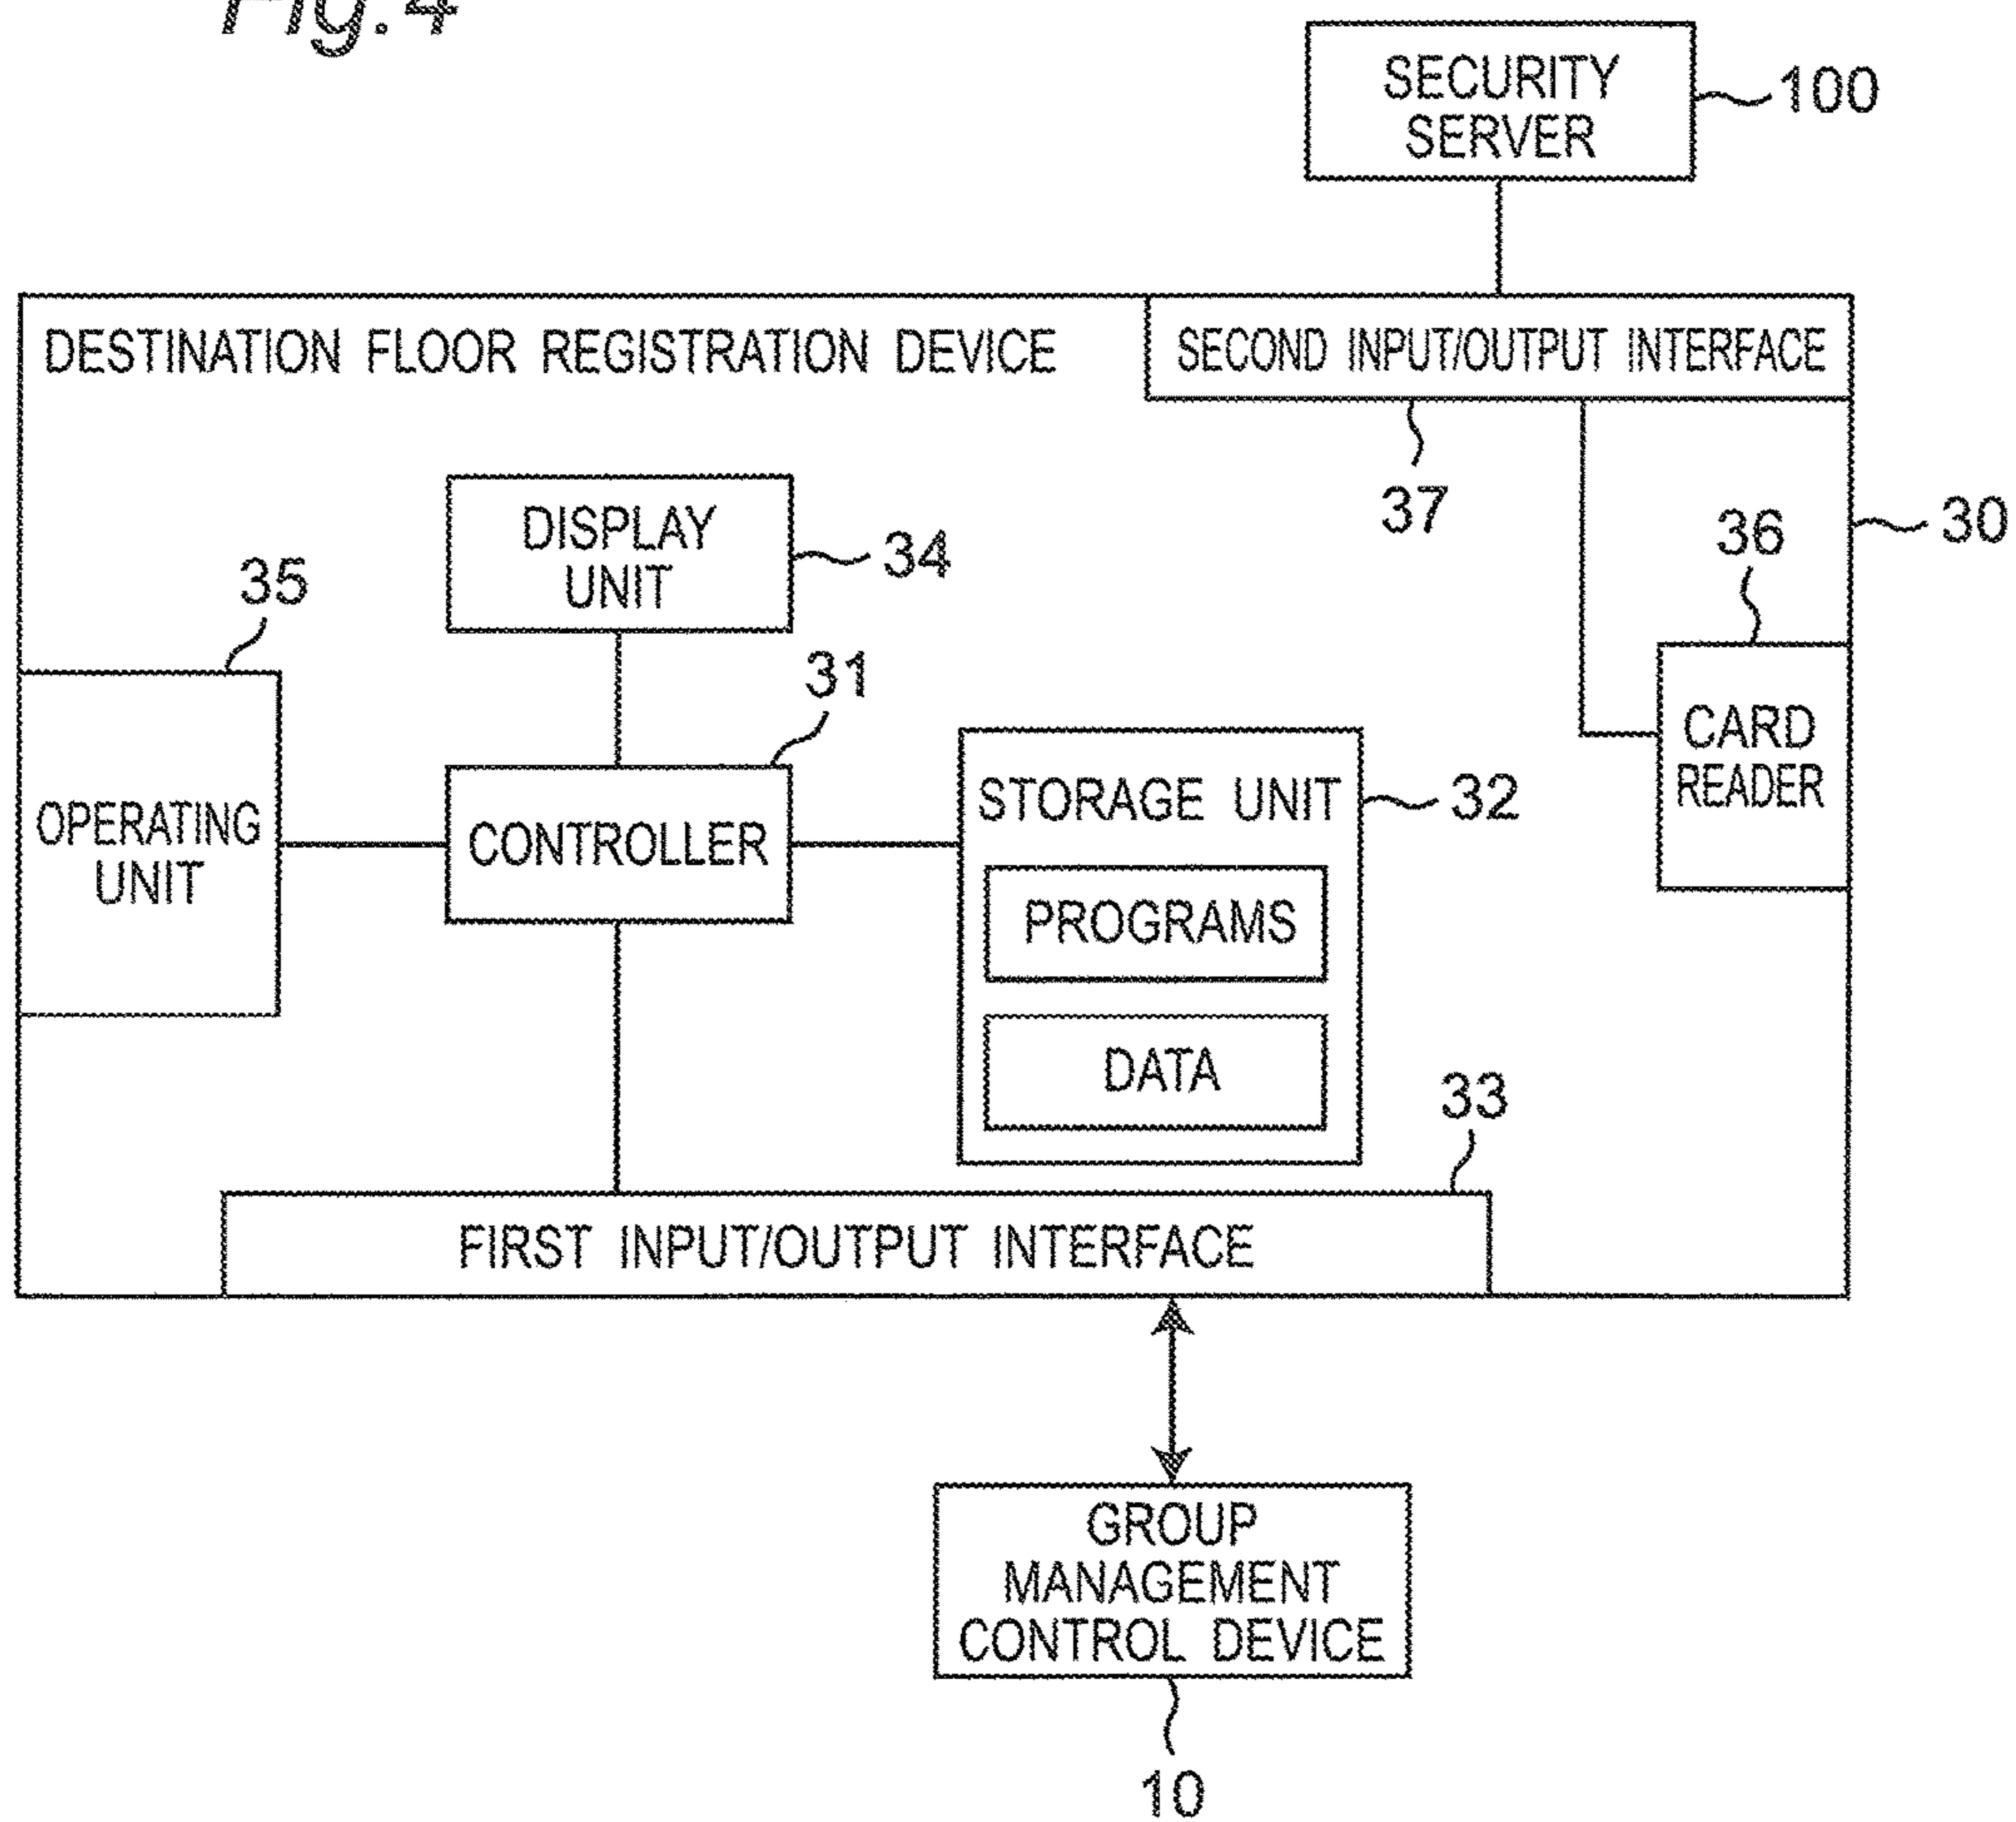 Fig.4
SECURITY
SERVER
100
DESTINATION FLOOR REGISTRATION DEVICE
SECOND INPUT/OUTPUT INTERFACE
37
30
36
DISPLAY
UNIT
34
35
31
CARD
READER
STORAGE UNIT
32
OPERATING
UNIT
CONTROLLER
PROGRAMS
DATA
33
FIRST INPUT/OUTPUT INTERFACE
GROUP
MANAGEMENT
CONTROL DEVICE
10